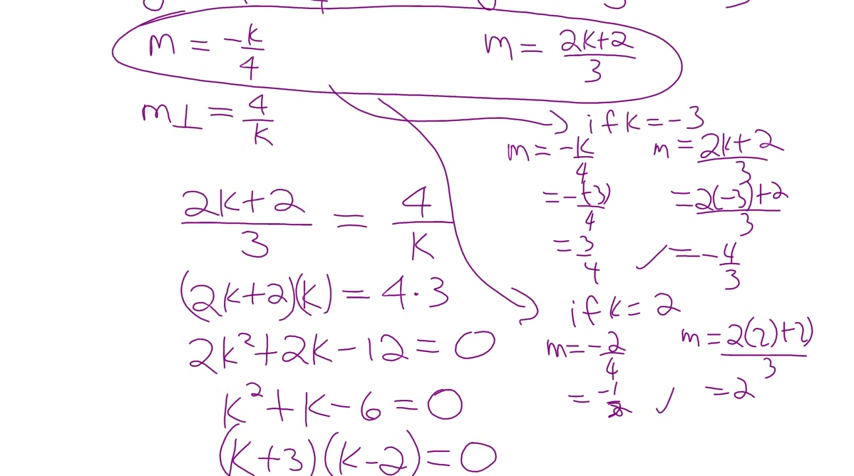 m = -k/4 m = 2k+2/3
m⊥ = 4/k
2k+2/3 = 4/k
(2k+2)(k) = 4·3
2k²+2k-12=0
k²+k-6=0
(k+3)(k-2)=0
if k=-3
m=-k/4 m=2k+2/3
=-(-3)/4 =2(-3)+2/3
=3/4 ✓ =-4/3
if k=2
m=-2/4 m=2(2)+2)/3
=-1/2 ✓ =2